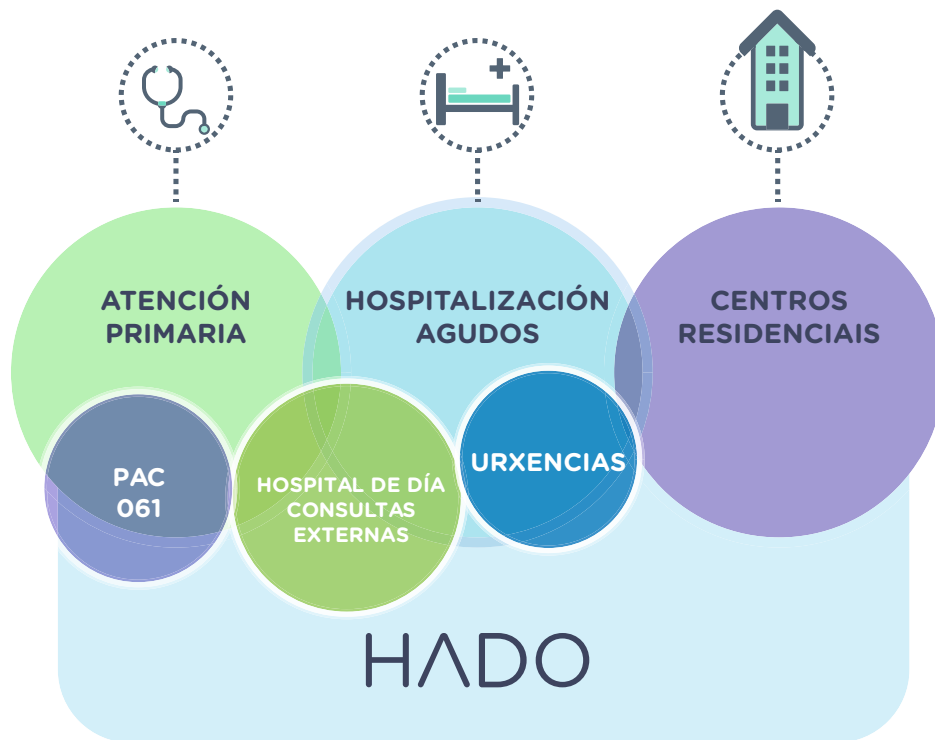 ATENCIÓN
PRIMARIA
HOSPITALIZACIÓN
AGUDOS
CENTROS
RESIDENCIAIS
PAC
061
HOSPITAL DE DÍA
CONSULTAS
EXTERNAS
URXENCIAS
HADO